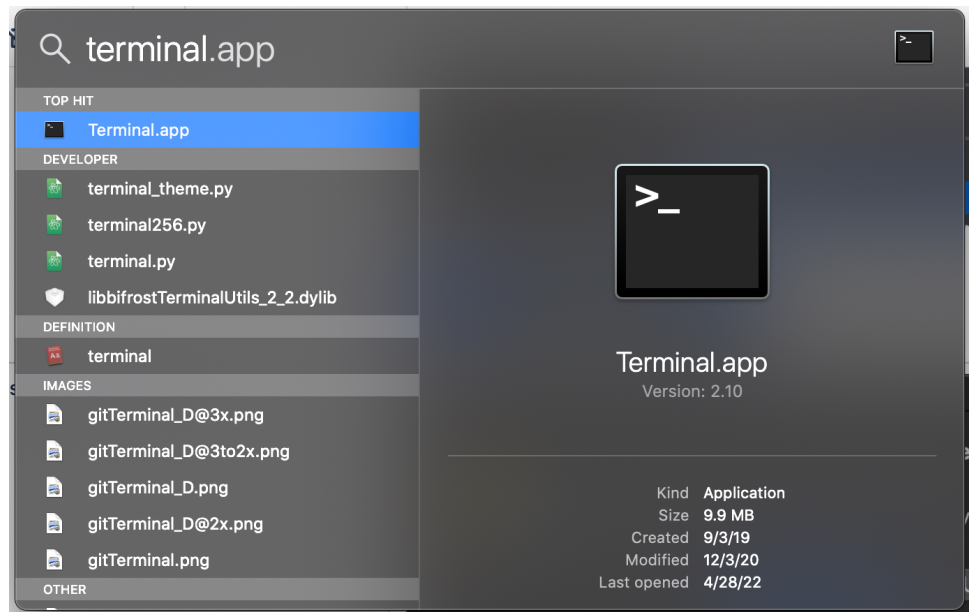 terminal.app
TOP HIT
Terminal.app
DEVELOPER
terminal_theme.py
terminal256.py
terminal.py
libbifrostTerminalUtils_2_2.dylib
DEFINITION
terminal
IMAGES
gitTerminal_D@3x.png
gitTerminal_D@3to2x.png
gitTerminal_D.png
gitTerminal_D@2x.png
gitTerminal.png
OTHER
>_
Terminal.app
Version: 2.10
Kind Application
Size 9.9 MB
Created 9/3/19
Modified 12/3/20
Last opened 4/28/22